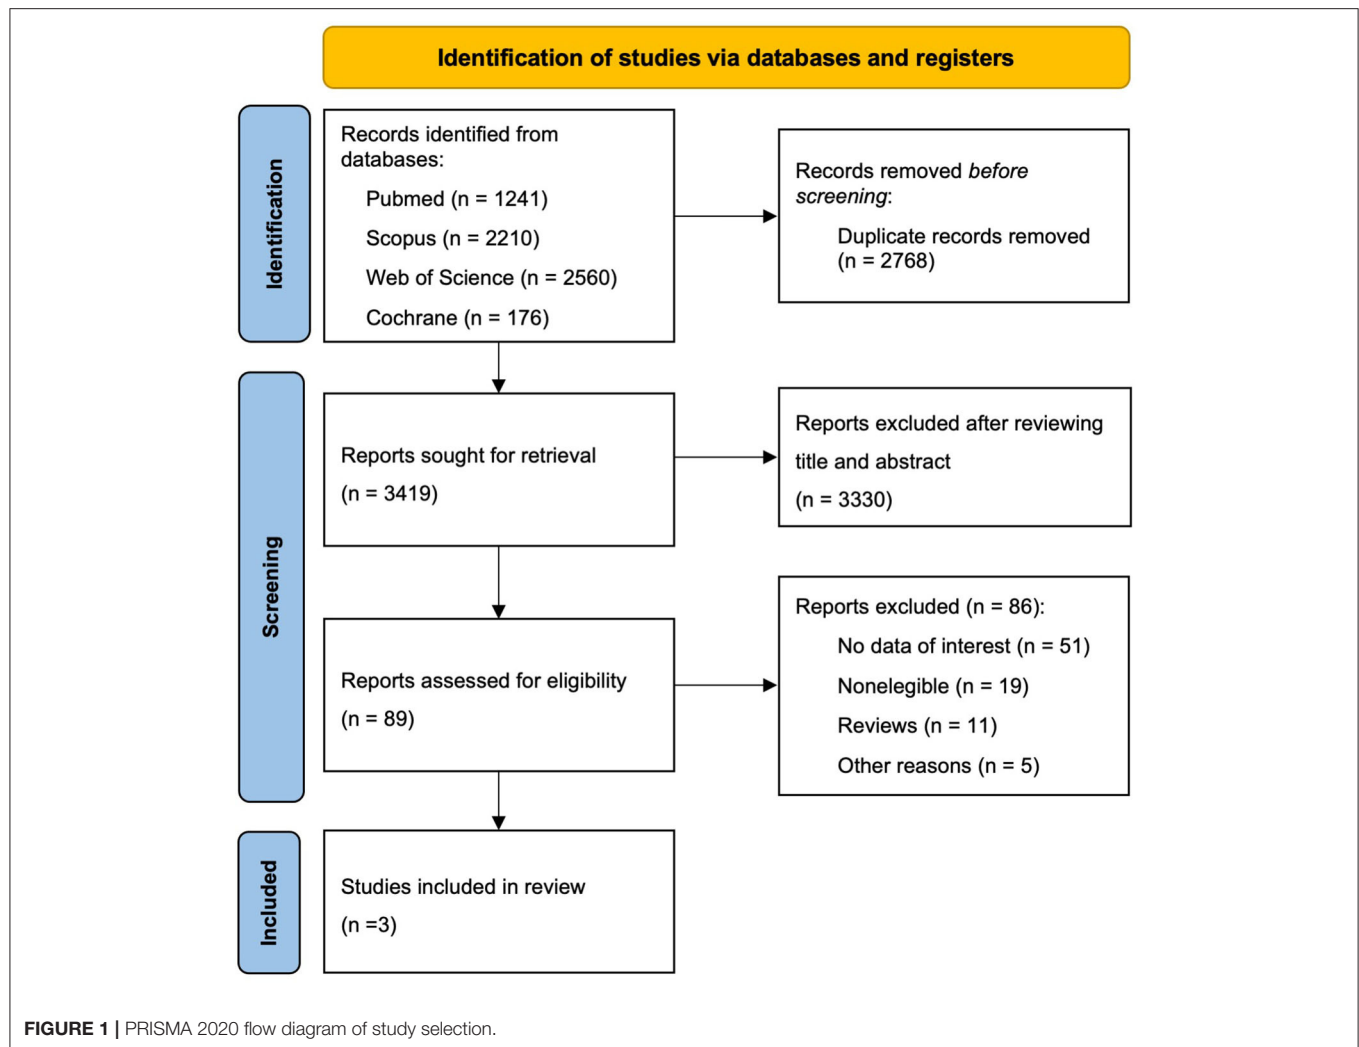 Identification of studies via databases and registers
Identification
Records identified from
databases:
Pubmed (n = 1241)
Scopus (n = 2210)
Web of Science (n = 2560)
Cochrane (n = 176)
Records removed before
screening:
Duplicate records removed
(n = 2768)
Screening
Reports sought for retrieval
(n = 3419)
Reports excluded after reviewing
title and abstract
(n = 3330)
Reports assessed for eligibility
(n = 89)
Reports excluded (n = 86):
No data of interest (n = 51)
Nonelegible (n = 19)
Reviews (n = 11)
Other reasons (n = 5)
Included
Studies included in review
(n =3)
FIGURE 1 | PRISMA 2020 flow diagram of study selection.